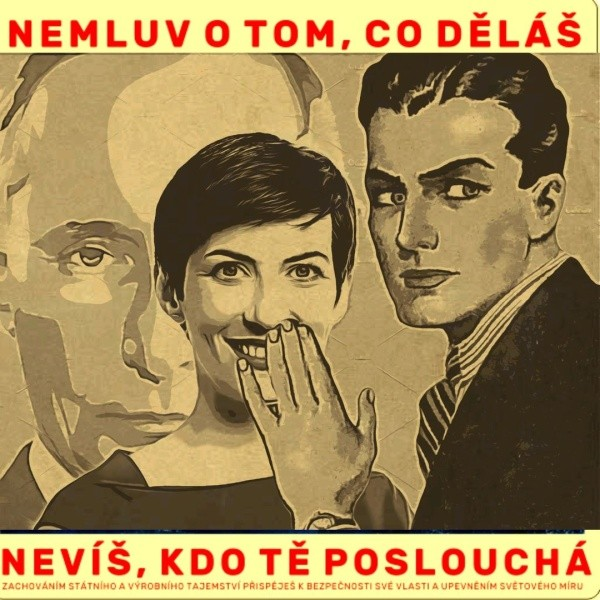 NEMLUV O TOM, CO DĚLÁŠ
NEVÍŠ, KDO TĚ POSLOUCHÁ
ZACHOVÁNÍM STÁTNÍHO A VÝROBNÍHO TAJEMSTVÍ PŘISPĚJEŠ K BEZPEČNOSTI SVÉ VLASTI A UPEVNĚNÍM SVĚTOVÉHO MÍRU